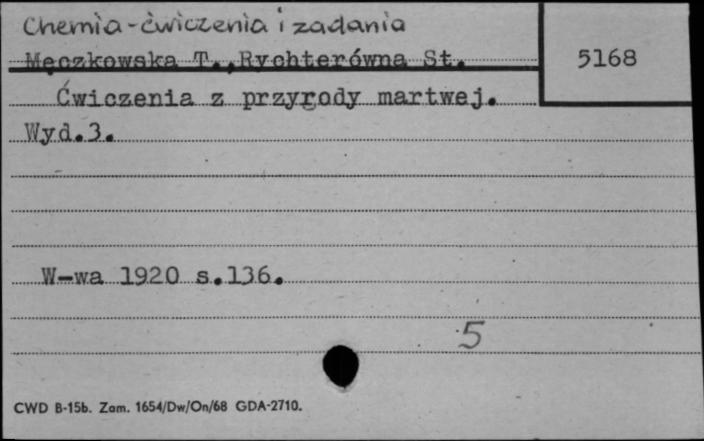 Chemia - ćwiczenia i zadania
Męczkowska T., Rychterówna St.
5168
Ćwiczenia z przyrody martwej.
Wyd.3.
W-wa 1920 s.136.
5
CWD B-15b. Zam. 1654/Dw/On/68 GDA-2710.